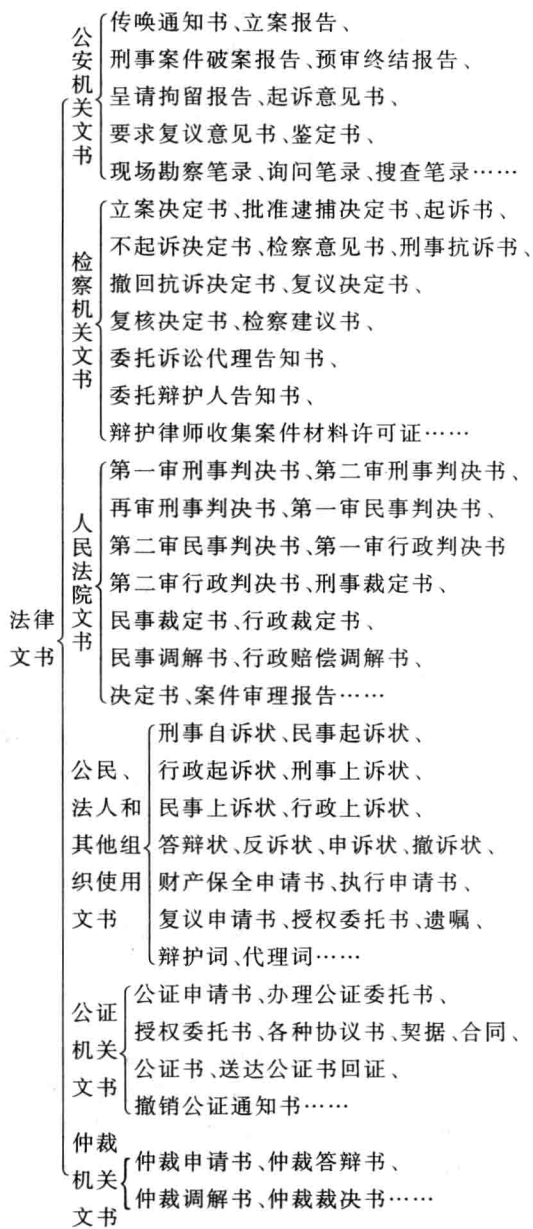 法律文书
公安机关文书
传唤通知书、立案报告、
刑事案件破案报告、预审终结报告、
呈请拘留报告、起诉意见书、
要求复议意见书、鉴定书、
现场勘察笔录、询问笔录、搜查笔录……
检察机关文书
立案决定书、批准逮捕决定书、起诉书、
不起诉决定书、检察意见书、刑事抗诉书、
撤回抗诉决定书、复议决定书、
复核决定书、检察建议书、
委托诉讼代理告知书、
委托辩护人告知书、
辩护律师收集案件材料许可证……
人民法院文书
第一审刑事判决书、第二审刑事判决书、
再审刑事判决书、第一审民事判决书、
第二审民事判决书、第一审行政判决书
第二审行政判决书、刑事裁定书、
民事裁定书、行政裁定书、
民事调解书、行政赔偿调解书、
决定书、案件审理报告……
公民、
法人和
其他组
织使用
文书
刑事自诉状、民事起诉状、
行政起诉状、刑事上诉状、
民事上诉状、行政上诉状、
答辩状、反诉状、申诉状、撤诉状、
财产保全申请书、执行申请书、
复议申请书、授权委托书、遗嘱、
辩护词、代理词……
公证
机关
文书
公证申请书、办理公证委托书、
授权委托书、各种协议书、契据、合同、
公证书、送达公证书回证、
撤销公证通知书……
仲裁
机关
文书
仲裁申请书、仲裁答辩书、
仲裁调解书、仲裁裁决书……